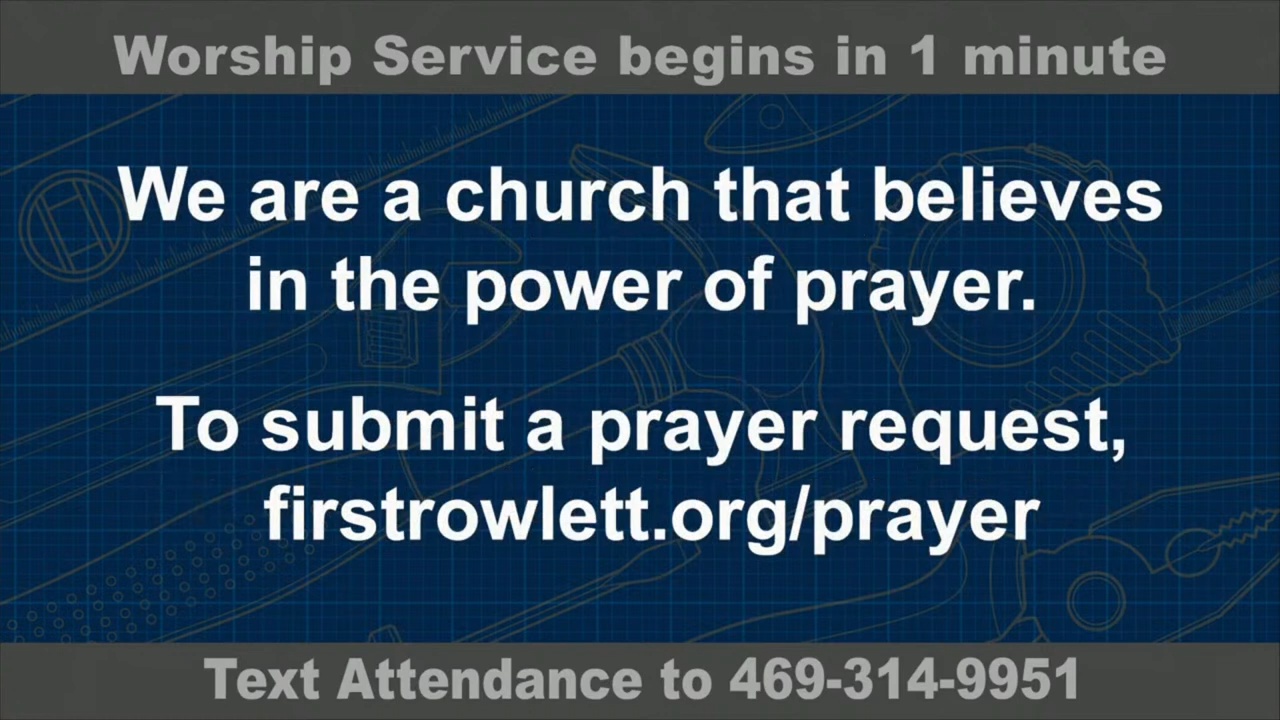 Worship Service begins in 1 minute
We are a church that believes
in the power of prayer.
To submit a prayer request,
firstrowlett.org/prayer
Text Attendance to 469-314-9951